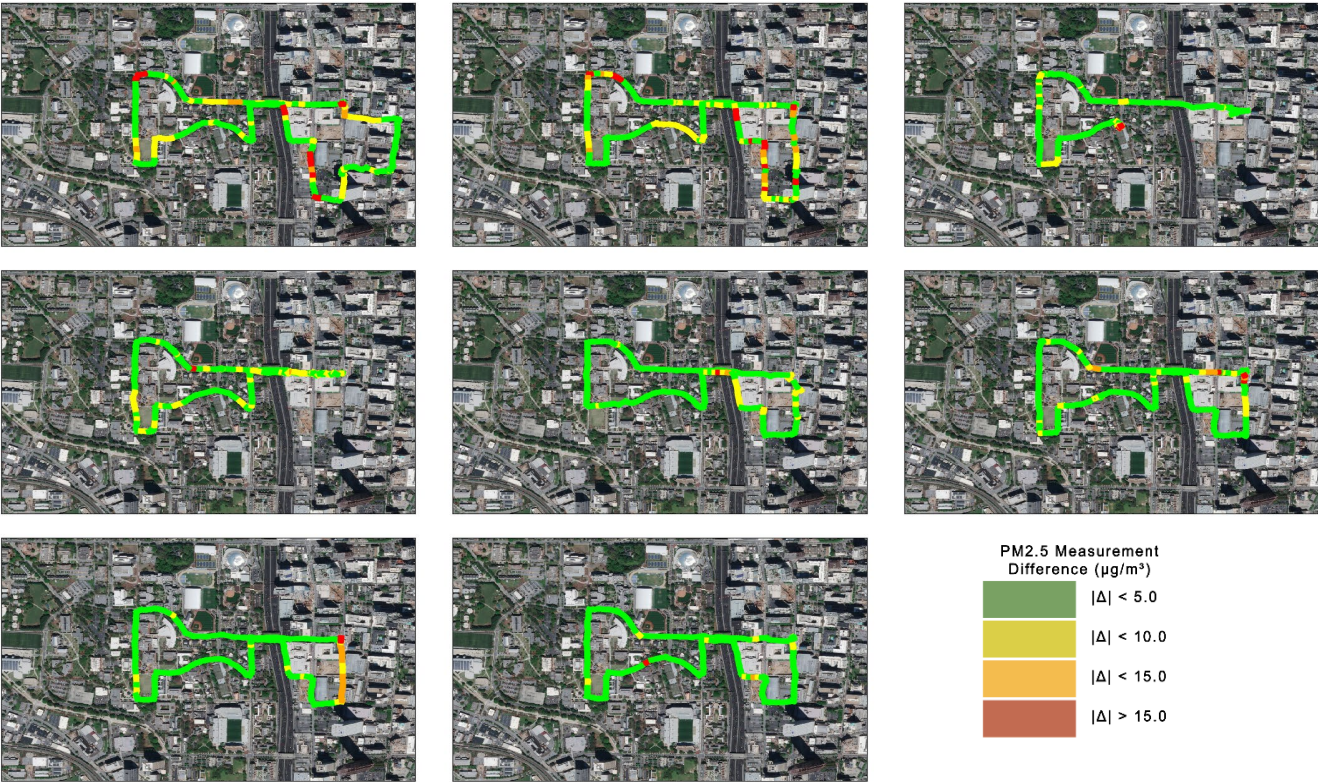 PM2.5 Measurement
Difference (µg/m³)
|Δ| < 5.0
|Δ| < 10.0
|Δ| < 15.0
|Δ| > 15.0